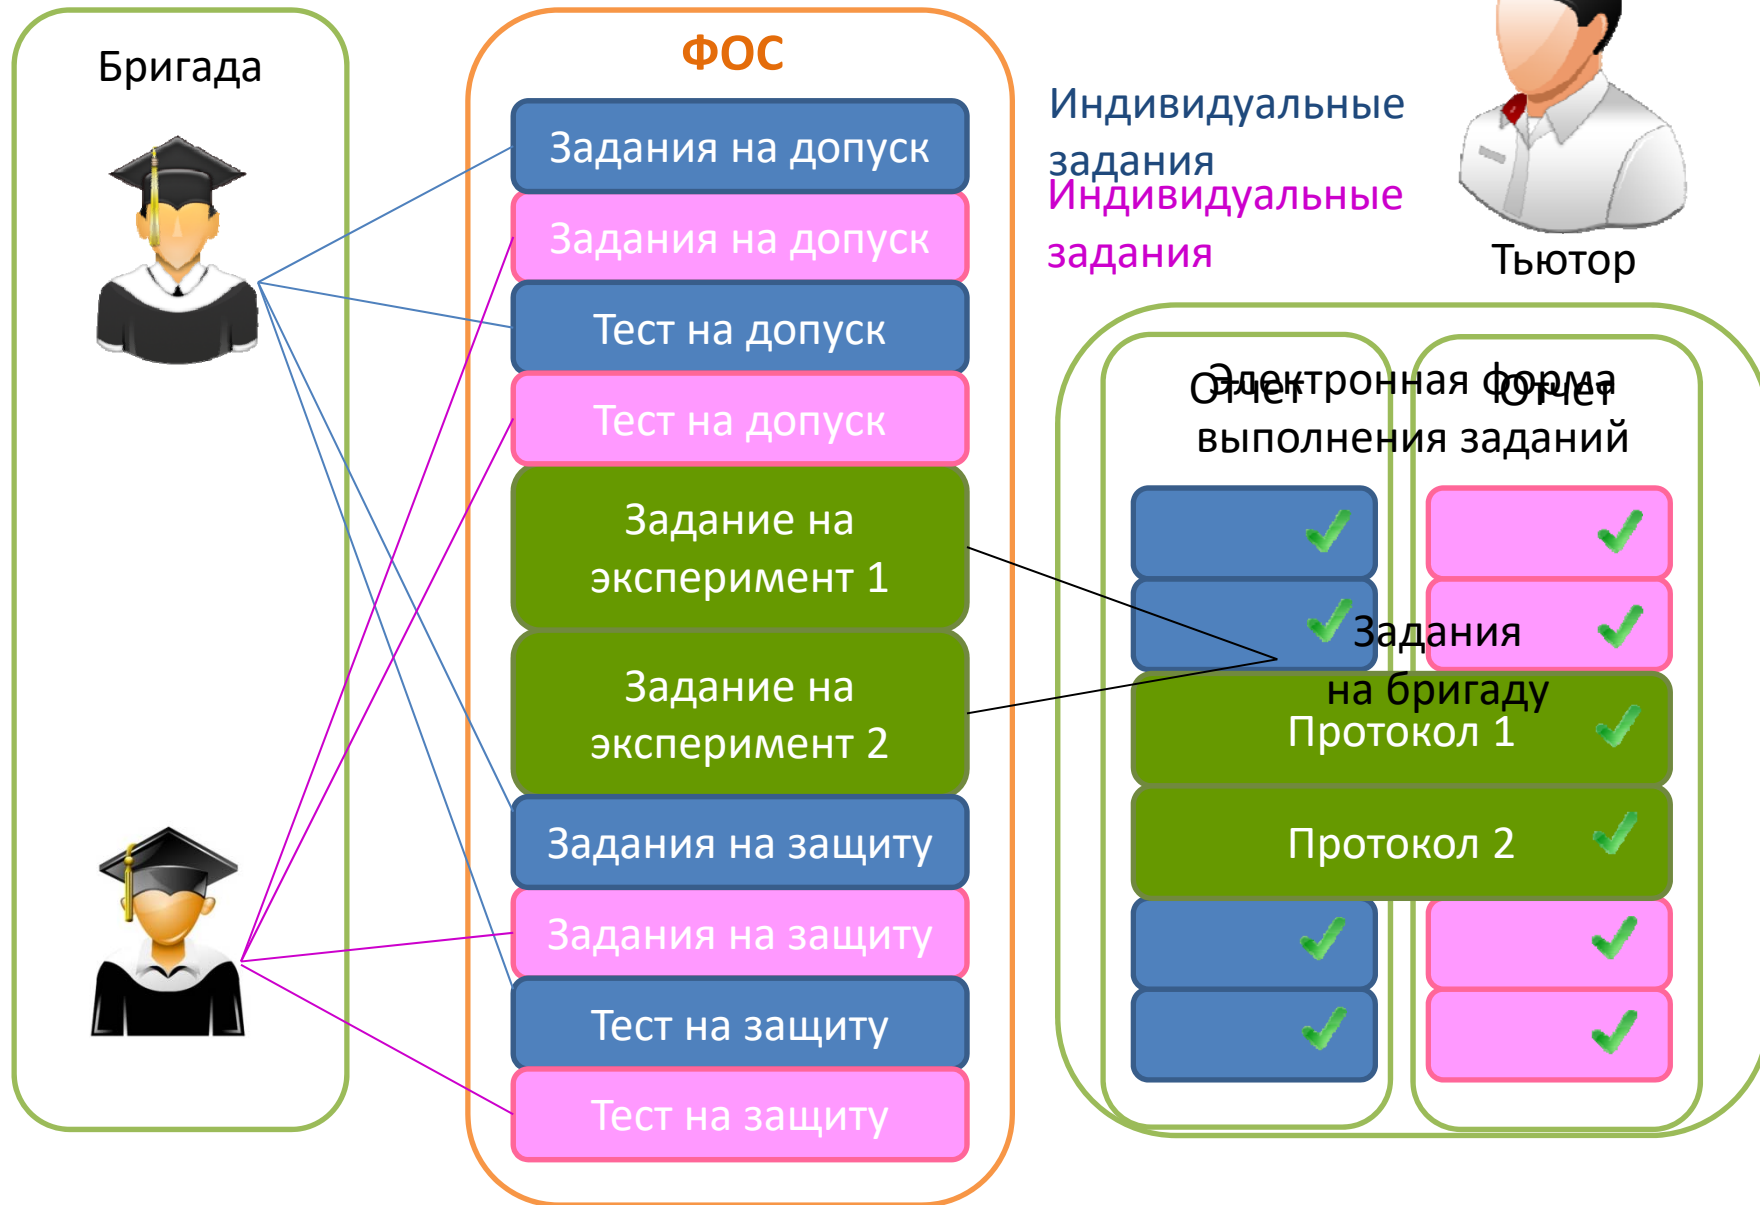 Бригада
ФОС
Задания на допуск
Задания на допуск
Тест на допуск
Тест на допуск
Задание на
эксперимент 1
Задание на
эксперимент 2
Задания на защиту
Задания на защиту
Тест на защиту
Тест на защиту
Индивидуальные
задания
Индивидуальные
задания
Тьютор
Отчет
Отчет
Электронная форма
выполнения заданий
Задания
на бригаду
Протокол 1
Протокол 2